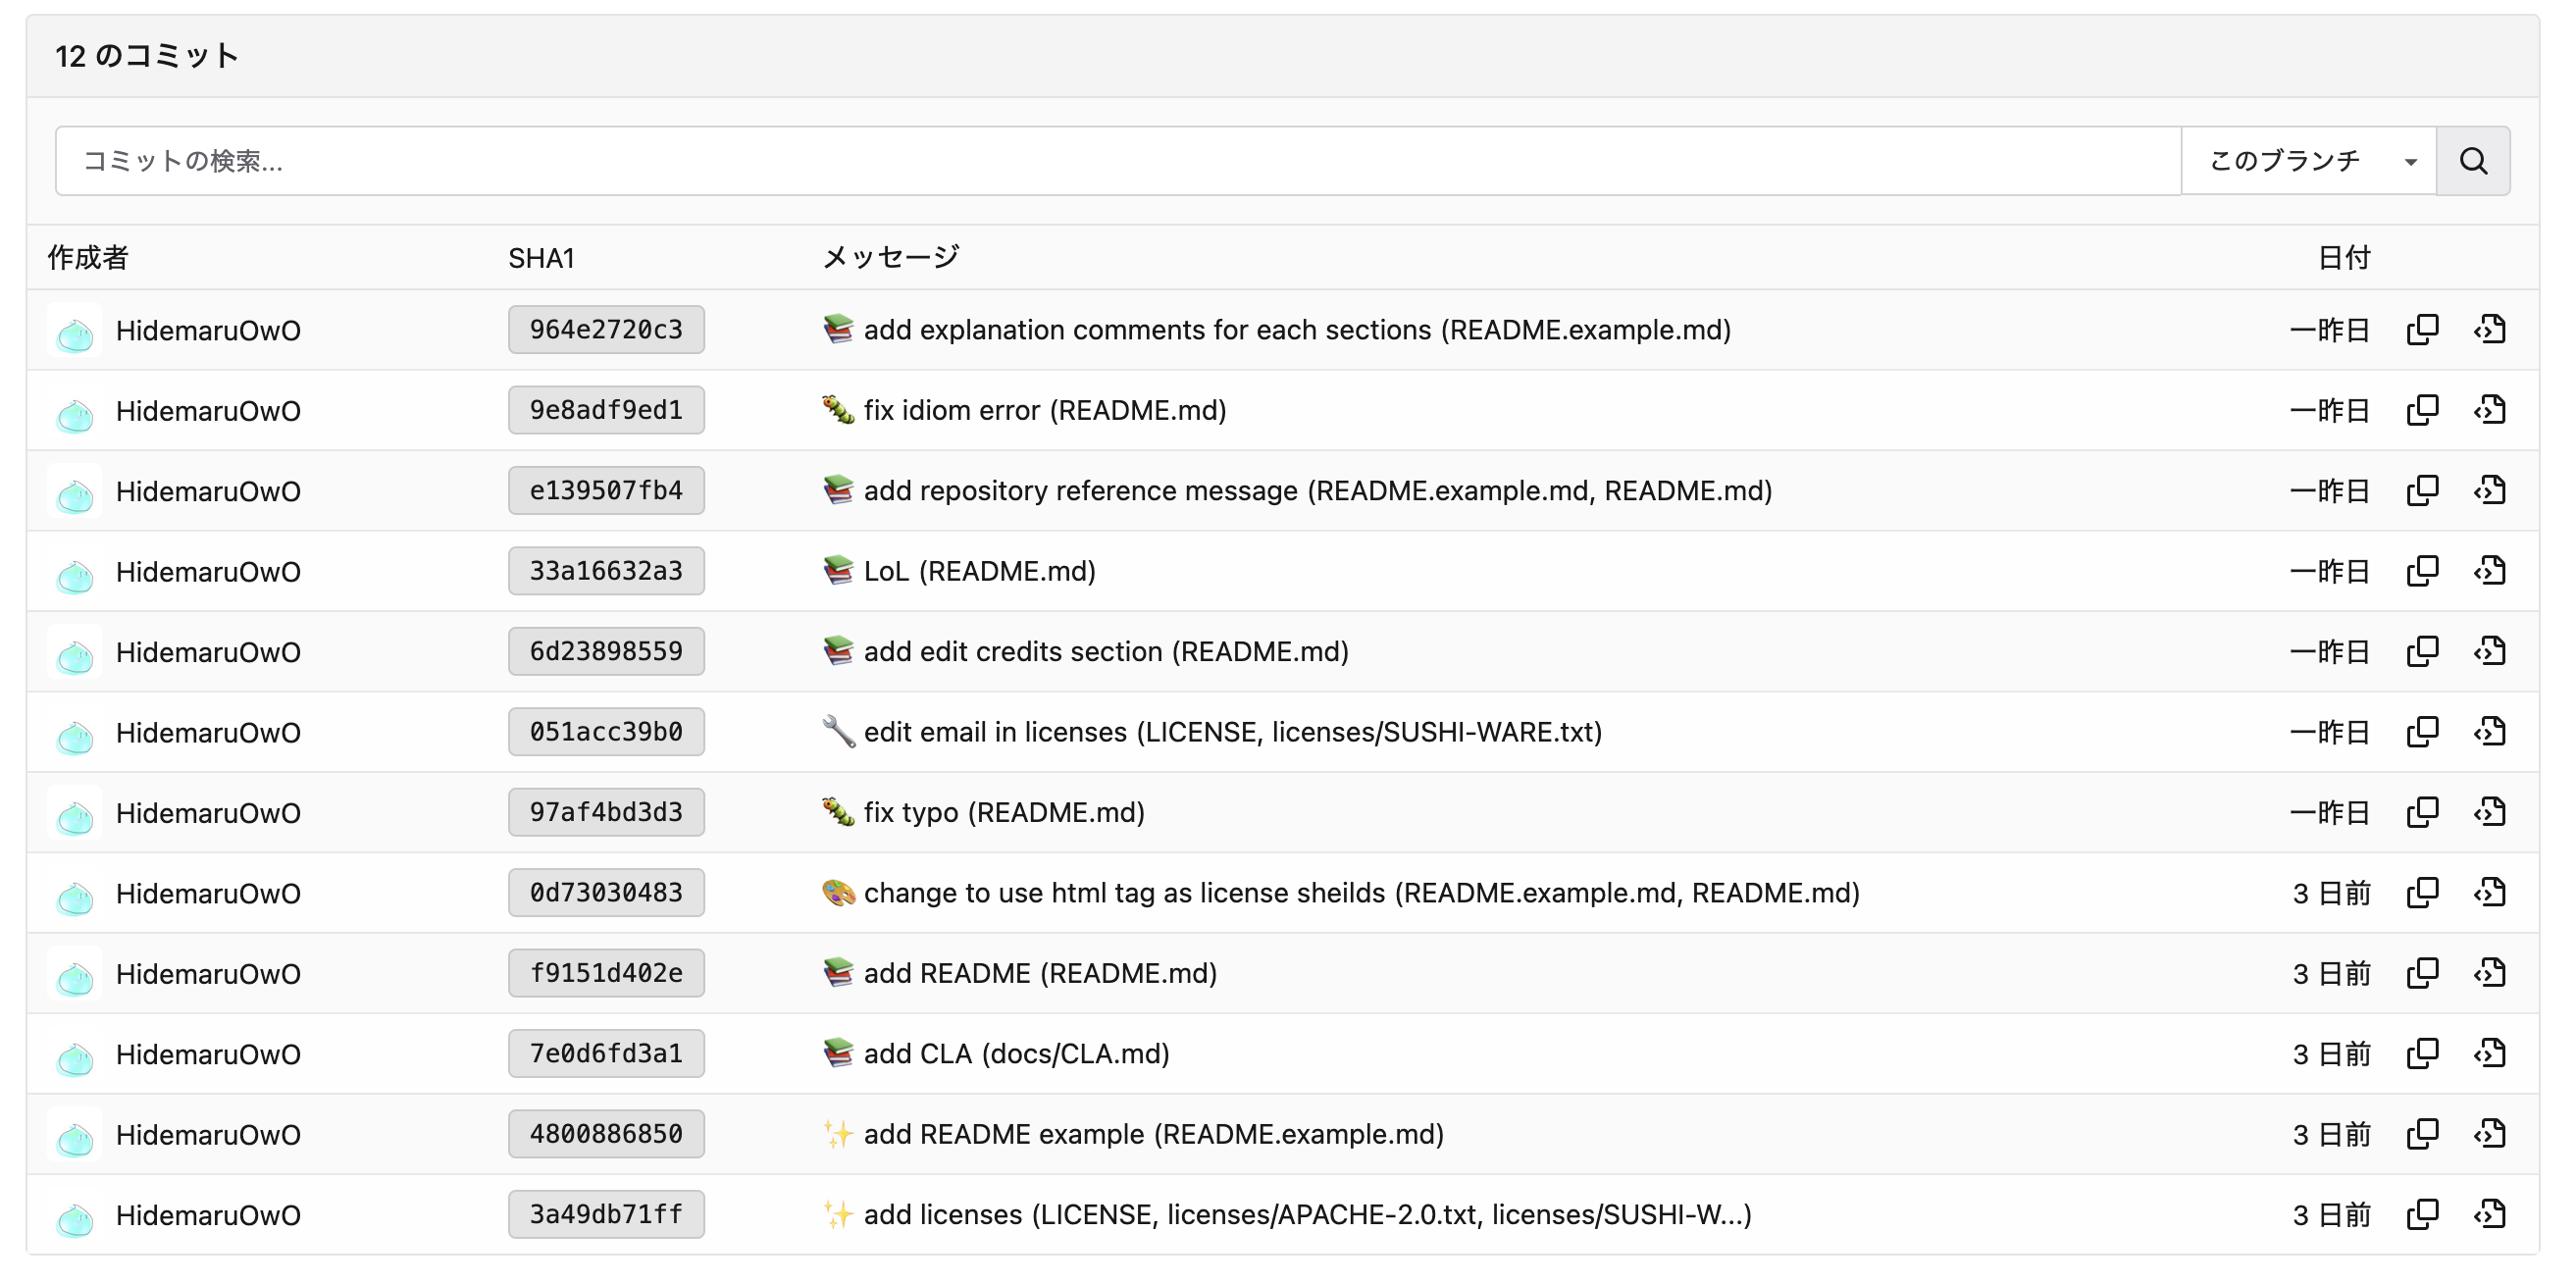 12 のコミット
コミットの検索... このブランチ
作成者 SHA1 メッセージ 日付
HidemaruOwO 964e2720c3 📚 add explanation comments for each sections (README.example.md) 一昨日
HidemaruOwO 9e8adf9ed1 🐛 fix idiom error (README.md) 一昨日
HidemaruOwO e139507fb4 📚 add repository reference message (README.example.md, README.md) 一昨日
HidemaruOwO 33a16632a3 📚 LoL (README.md) 一昨日
HidemaruOwO 6d23898559 📚 add edit credits section (README.md) 一昨日
HidemaruOwO 051acc39b0 🔧 edit email in licenses (LICENSE, licenses/SUSHI-WARE.txt) 一昨日
HidemaruOwO 97af4bd3d3 🐛 fix typo (README.md) 一昨日
HidemaruOwO 0d73030483 🎨 change to use html tag as license sheilds (README.example.md, README.md) 3 日前
HidemaruOwO f9151d402e 📚 add README (README.md) 3 日前
HidemaruOwO 7e0d6fd3a1 📚 add CLA (docs/CLA.md) 3 日前
HidemaruOwO 4800886850 ✨ add README example (README.example.md) 3 日前
HidemaruOwO 3a49db71ff ✨ add licenses (LICENSE, licenses/APACHE-2.0.txt, licenses/SUSHI-W...) 3 日前